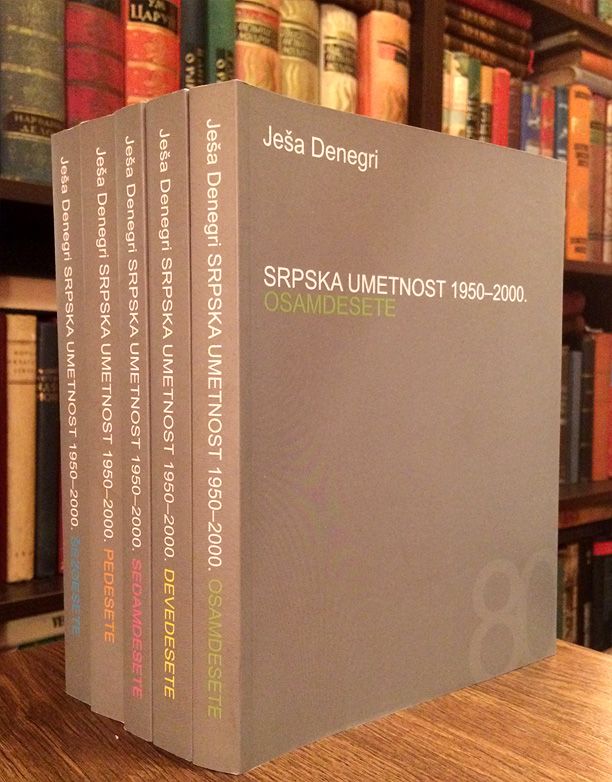 Ješa Denegri
SRPSKA UMETNOST 1950–2000.
OSAMDESETE
80
Ješa Denegri SRPSKA UMETNOST 1950–2000. ŠEZDESETE
Ješa Denegri SRPSKA UMETNOST 1950–2000. PEDESETE
Ješa Denegri SRPSKA UMETNOST 1950–2000. SEDAMDESETE
Ješa Denegri SRPSKA UMETNOST 1950–2000. DEVEDESETE
Ješa Denegri SRPSKA UMETNOST 1950–2000. OSAMDESETE
ЦАРУЈ